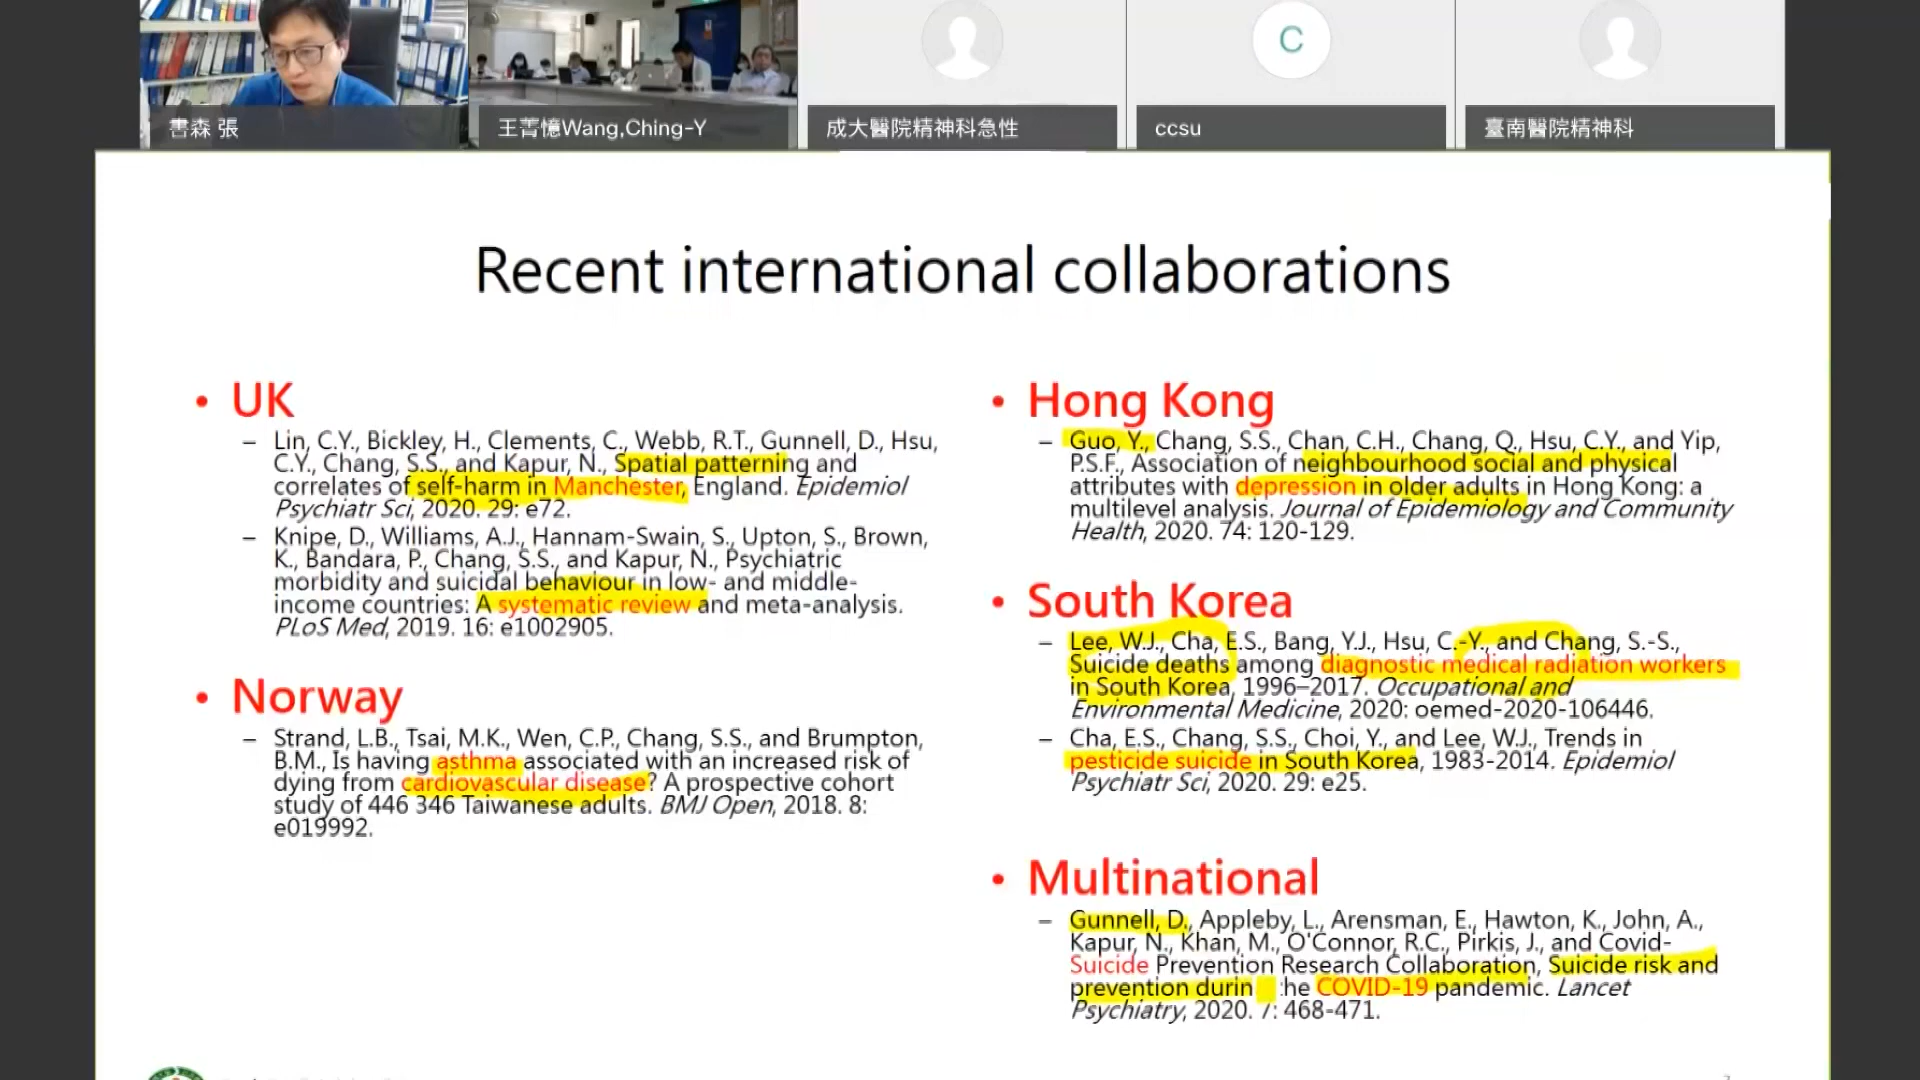 書森 張
王菁憶Wang,Ching-Y
成大醫院精神科急性
C
ccsu
臺南醫院精神科
Recent international collaborations
• UK
– Lin, C.Y., Bickley, H., Clements, C., Webb, R.T., Gunnell, D., Hsu,
C.Y., Chang, S.S., and Kapur, N., Spatial patterning and
correlates of self-harm in Manchester, England. Epidemiol
Psychiatr Sci, 2020. 29: e72.
– Knipe, D., Williams, A.J., Hannam-Swain, S., Upton, S., Brown,
K., Bandara, P., Chang, S.S., and Kapur, N., Psychiatric
morbidity and suicidal behaviour in low- and middle-
income countries: A systematic review and meta-analysis.
PLoS Med, 2019. 16: e1002905.
• Norway
– Strand, L.B., Tsai, M.K., Wen, C.P., Chang, S.S., and Brumpton,
B.M., Is having asthma associated with an increased risk of
dying from cardiovascular disease? A prospective cohort
study of 446 346 Taiwanese adults. BMJ Open, 2018. 8:
e019992.
• Hong Kong
– Guo, Y., Chang, S.S., Chan, C.H., Chang, Q., Hsu, C.Y., and Yip,
P.S.F., Association of neighbourhood social and physical
attributes with depression in older adults in Hong Kong: a
multilevel analysis. Journal of Epidemiology and Community
Health, 2020. 74: 120-129.
• South Korea
– Lee, W.J., Cha, E.S., Bang, Y.J., Hsu, C.-Y., and Chang, S.-S.,
Suicide deaths among diagnostic medical radiation workers
in South Korea, 1996–2017. Occupational and
Environmental Medicine, 2020: oemed-2020-106446.
– Cha, E.S., Chang, S.S., Choi, Y., and Lee, W.J., Trends in
pesticide suicide in South Korea, 1983-2014. Epidemiol
Psychiatr Sci, 2020. 29: e25.
• Multinational
– Gunnell, D., Appleby, L., Arensman, E., Hawton, K., John, A.,
Kapur, N., Khan, M., O'Connor, R.C., Pirkis, J., and Covid-
Suicide Prevention Research Collaboration, Suicide risk and
prevention durin he COVID-19 pandemic. Lancet
Psychiatry, 2020. 7: 468-471.